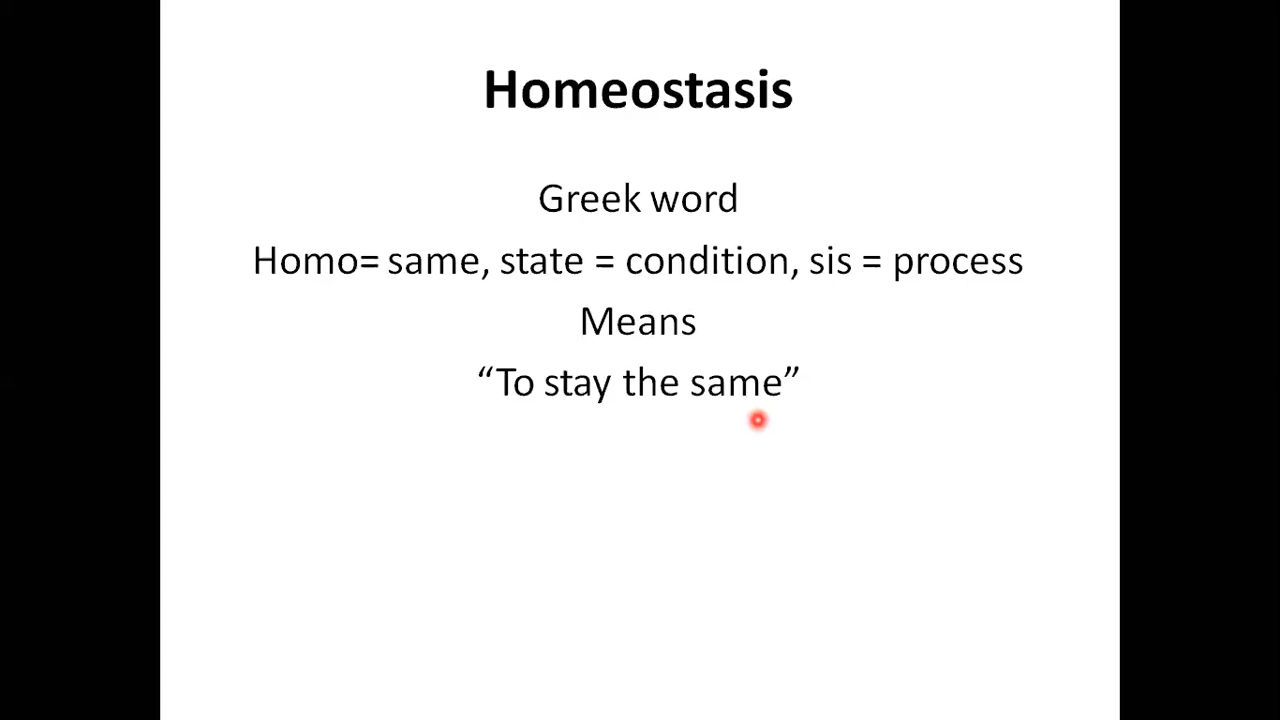 Homeostasis
Greek word
Homo= same, state = condition, sis = process
Means
“To stay the same”